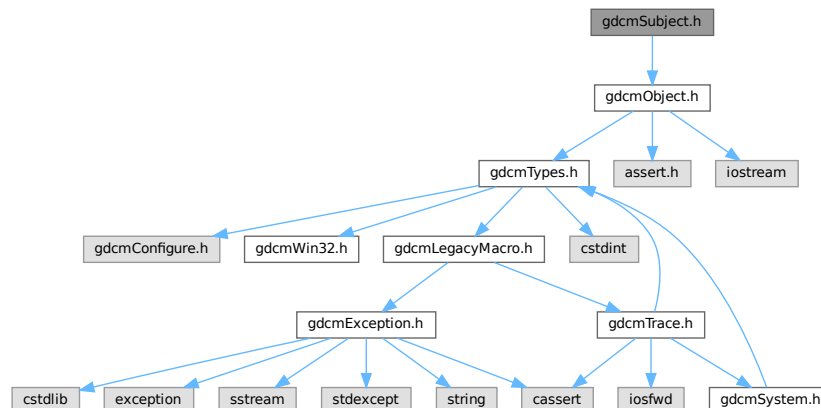 gdcmSubject.h
gdcmObject.h
gdcmTypes.h
assert.h
iostream
gdcmConfigure.h
gdcmWin32.h
gdcmLegacyMacro.h
cstdint
gdcmException.h
gdcmTrace.h
cstdlib
exception
sstream
stdexcept
string
cassert
iosfwd
gdcmSystem.h